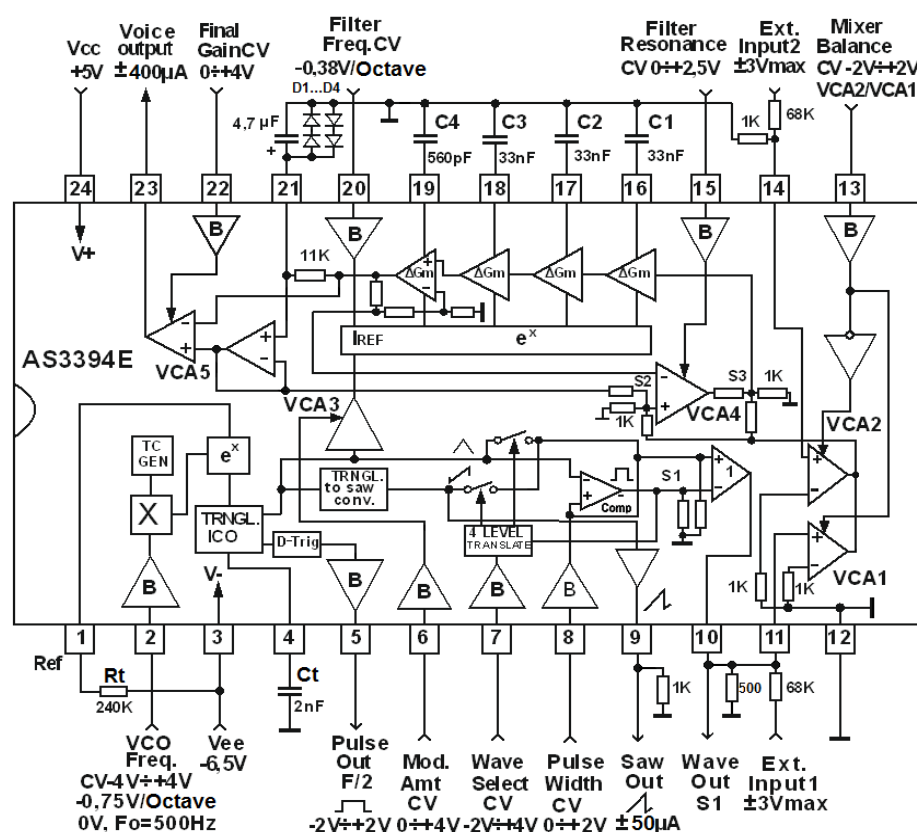 Vcc
+5V
Voice
output
±400µA
Final
GainCV
0÷+4V
Filter
Freq.CV
-0,38V/Octave
D1...D4
Filter
Resonance
CV 0÷+2,5V
Ext.
Input2
±3Vmax
Mixer
Balance
CV -2V÷+2V
VCA2/VCA1
4,7 µF
+
C4
560pF
C3
33nF
C2
33nF
C1
33nF
1K
68K
24
23
22
21
20
19
18
17
16
15
14
13
V+
B
B
B
B
11K
+
-
ΔGm
ΔGm
ΔGm
ΔGm
IREF
e^x
AS3394E
-
+
VCA5
+
-
VCA3
S2
S3
1K
1K
-
+
VCA4
VCA2
TC
GEN
e^x
X
TRNGL.
ICO
TRNGL.
to saw
conv.
D-Trig
V-
+
-
Comp
4 LEVEL
TRANSLATE
S1
+
-
1
+
-
+
-
VCA1
1K
1K
B
B
B
B
B
1
2
3
4
5
6
7
8
9
10
11
12
Ref
Rt
240K
Ct
2nF
1K
500
68K
VCO
Freq.
CV-4V÷+4V
-0,75V/Octave
0V, Fo=500Hz
Vee
-6,5V
Pulse
Out
F/2
-2V÷+2V
Mod.
Amt
CV
0÷+4V
Wave
Select
CV
-2V÷+4V
Pulse
Width
CV
0÷+2V
Saw
Out
±50µA
Wave
Out
S1
Ext.
Input1
±3Vmax